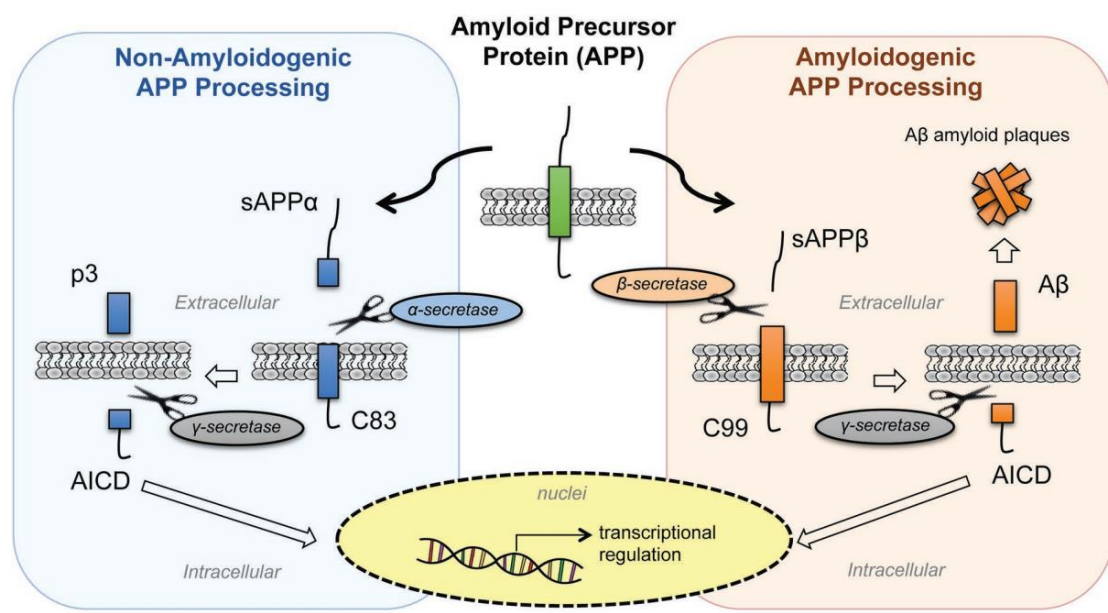 Amyloid Precursor
Protein (APP)
Non-Amyloidogenic
APP Processing
sAPPα
p3
Extracellular
α-secretase
γ-secretase
C83
AICD
Intracellular
Amyloidogenic
APP Processing
Aβ amyloid plaques
sAPPβ
β-secretase
Extracellular
Aβ
C99
γ-secretase
AICD
Intracellular
nuclei
transcriptional
regulation